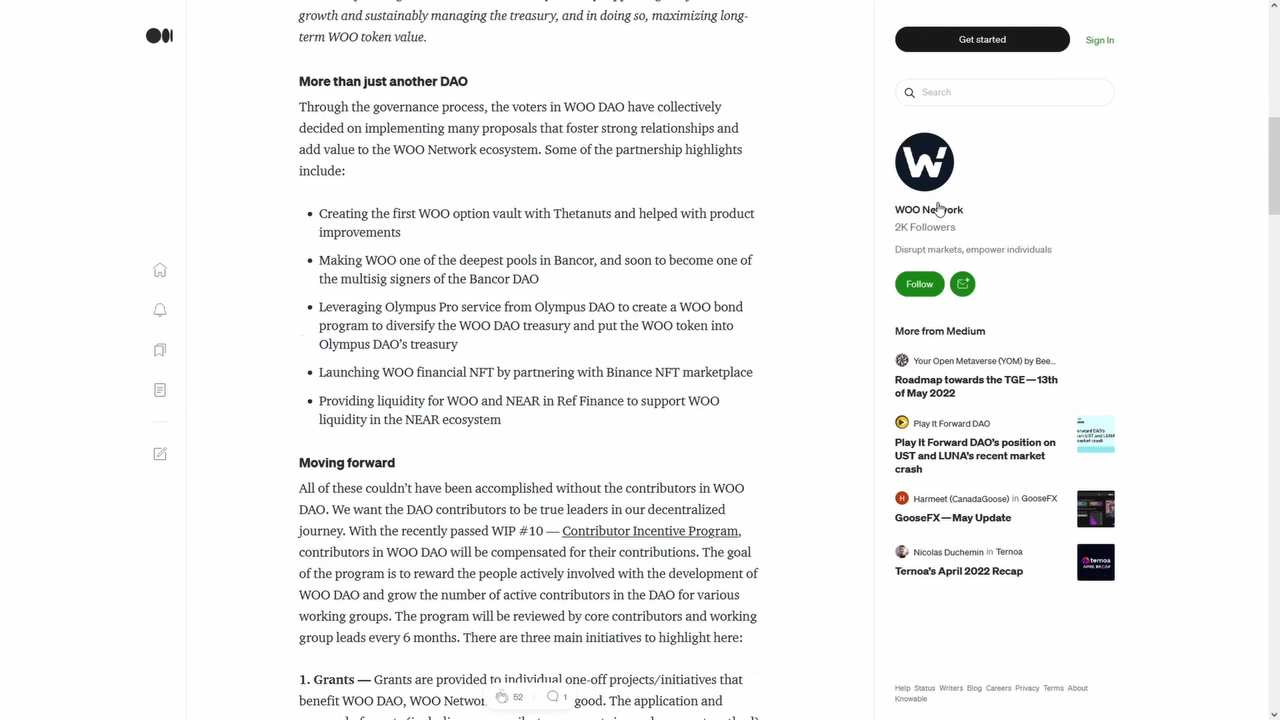 growth and sustainably managing the treasury, and in doing so, maximizing long-
term WOO token value.
More than just another DAO
Through the governance process, the voters in WOO DAO have collectively
decided on implementing many proposals that foster strong relationships and
add value to the WOO Network ecosystem. Some of the partnership highlights
include:
• Creating the first WOO option vault with Thetanuts and helped with product
improvements
• Making WOO one of the deepest pools in Bancor, and soon to become one of
the multisig signers of the Bancor DAO
• Leveraging Olympus Pro service from Olympus DAO to create a WOO bond
program to diversify the WOO DAO treasury and put the WOO token into
Olympus DAO's treasury
• Launching WOO financial NFT by partnering with Binance NFT marketplace
• Providing liquidity for WOO and NEAR in Ref Finance to support WOO
liquidity in the NEAR ecosystem
Moving forward
All of these couldn't have been accomplished without the contributors in WOO
DAO. We want the DAO contributors to be true leaders in our decentralized
journey. With the recently passed WIP #10 — Contributor Incentive Program,
contributors in WOO DAO will be compensated for their contributions. The goal
of the program is to reward the people actively involved with the development of
WOO DAO and grow the number of active contributors in the DAO for various
working groups. The program will be reviewed by core contributors and working
group leads every 6 months. There are three main initiatives to highlight here:
1. Grants — Grants are provided to individual one-off projects/initiatives that
benefit WOO DAO, WOO Networ good. The application and
52
1
Get started
Sign In
Search
W
WOO Network
2K Followers
Disrupt markets, empower individuals
Follow
More from Medium
Your Open Metaverse (YOM) by Bee...
Roadmap towards the TGE — 13th
of May 2022
Play It Forward DAO
Play It Forward DAO's position on
UST and LUNA's recent market
crash
H
Harmeet (CanadaGoose) in GooseFX
GooseFX — May Update
Nicolas Duchemin in Ternoa
Ternoa's April 2022 Recap
ternoa
APRIL RECAP
Help Status Writers Blog Careers Privacy Terms About
Knowable